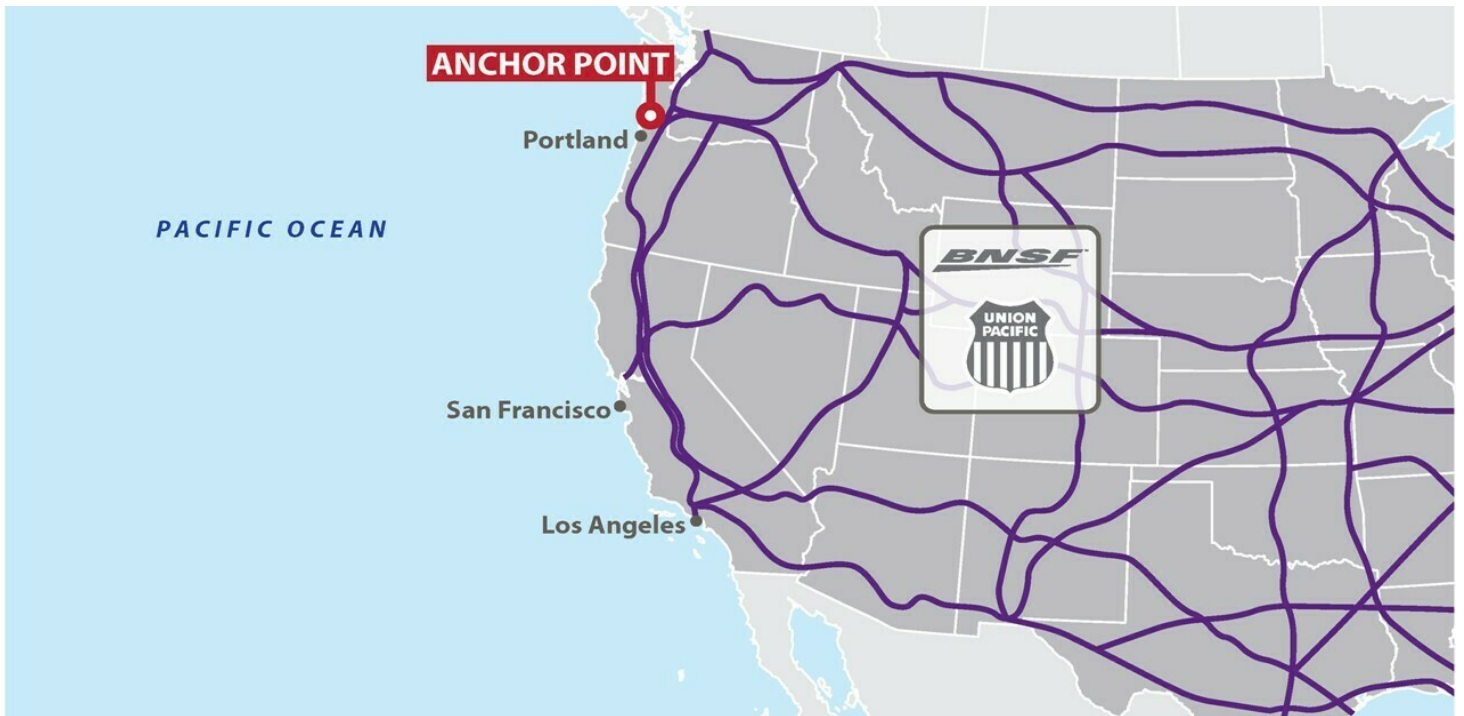 ANCHOR POINT
Portland
PACIFIC OCEAN
BNSF
UNION
PACIFIC
San Francisco
Los Angeles